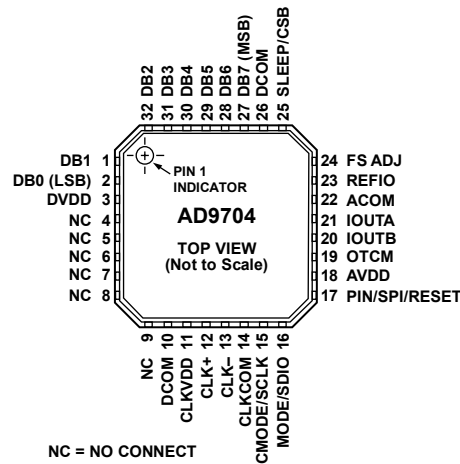 32 DB2
31 DB3
30 DB4
29 DB5
28 DB6
27 DB7 (MSB)
26 DCOM
25 SLEEP/CSB
DB1 1
DB0 (LSB) 2
DVDD 3
NC 4
NC 5
NC 6
NC 7
NC 8
PIN 1
INDICATOR
AD9704
TOP VIEW
(Not to Scale)
24 FS ADJ
23 REFIO
22 ACOM
21 IOUTA
20 IOUTB
19 OTCM
18 AVDD
17 PIN/SPI/RESET
NC 9
DCOM 10
CLKVDD 11
CLK+ 12
CLK– 13
CLKCOM 14
CMODE/SCLK 15
MODE/SDIO 16
NC = NO CONNECT